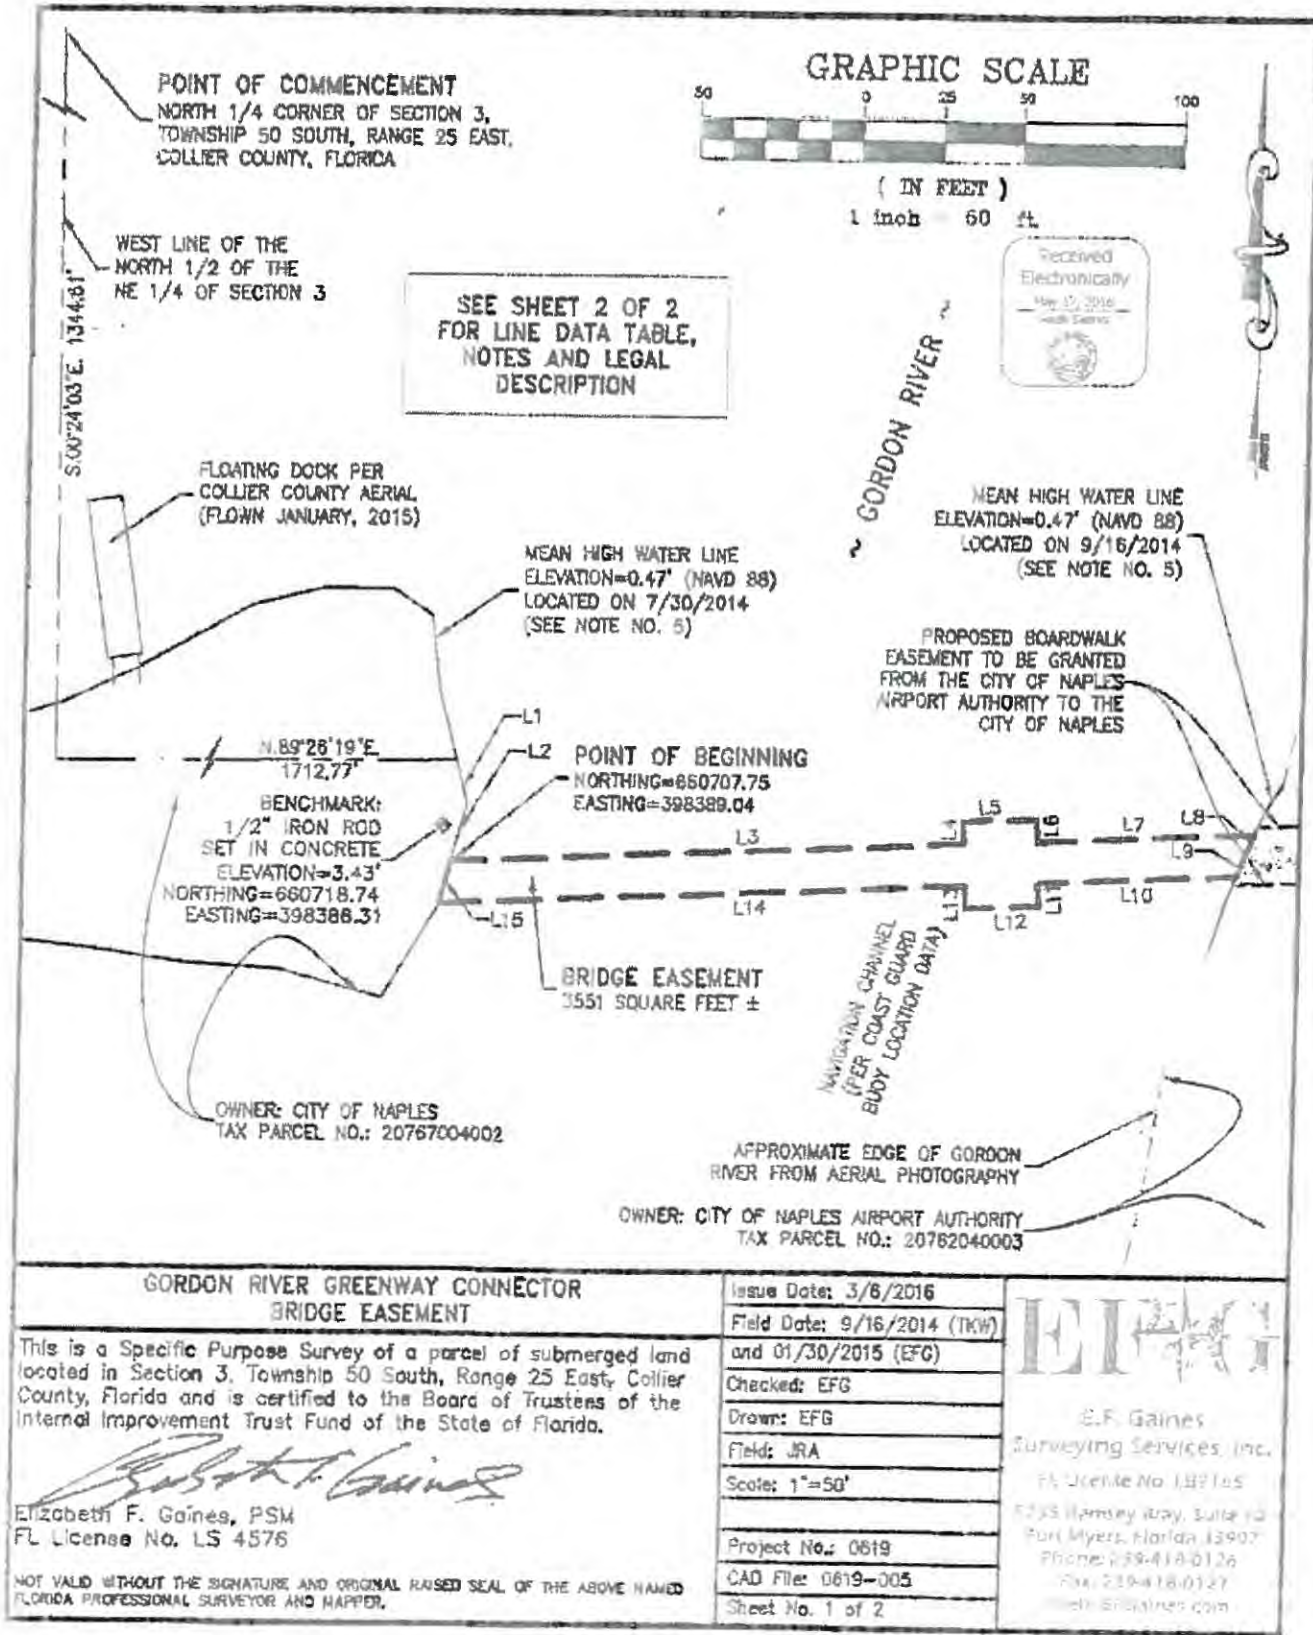 POINT OF COMMENCEMENT
NORTH 1/4 CORNER OF SECTION 3,
TOWNSHIP 50 SOUTH, RANGE 25 EAST,
COLLIER COUNTY, FLORICA
GRAPHIC SCALE
50 0 25 50 100
( IN FEET )
1 inch 60 ft.
WEST LINE OF THE
NORTH 1/2 OF THE
NE 1/4 OF SECTION 3
S.00°24'03"E. 1344.81'
SEE SHEET 2 OF 2
FOR LINE DATA TABLE,
NOTES AND LEGAL
DESCRIPTION
Received
Electronically
~ GORDON RIVER ~
FLOATING DOCK PER
COLLIER COUNTY AERIAL
(FLOWN JANUARY, 2015)
MEAN HIGH WATER LINE
ELEVATION=0.47' (NAVD 88)
LOCATED ON 7/30/2014
(SEE NOTE NO. 5)
MEAN HIGH WATER LINE
ELEVATION=0.47' (NAVD 88)
LOCATED ON 9/16/2014
(SEE NOTE NO. 5)
PROPOSED BOARDWALK
EASEMENT TO BE GRANTED
FROM THE CITY OF NAPLES
AIRPORT AUTHORITY TO THE
CITY OF NAPLES
L1
L2
N.89°26'19"E.
1712.77'
POINT OF BEGINNING
NORTHING=660707.75
EASTING=398389.04
BENCHMARK:
1/2" IRON ROD
SET IN CONCRETE
ELEVATION=3.43'
NORTHING=660718.74
EASTING=398386.31
L3
L4
L5
L6
L7
L8
L9
L10
L11
L12
L13
L14
L15
BRIDGE EASEMENT
3551 SQUARE FEET ±
NAVIGATION CHANNEL
(PER COAST GUARD
BUOY LOCATION DATA)
OWNER: CITY OF NAPLES
TAX PARCEL NO.: 20767004002
APPROXIMATE EDGE OF GORDON
RIVER FROM AERIAL PHOTOGRAPHY
OWNER: CITY OF NAPLES AIRPORT AUTHORITY
TAX PARCEL NO.: 20762040003
GORDON RIVER GREENWAY CONNECTOR
BRIDGE EASEMENT
This is a Specific Purpose Survey of a parcel of submerged land
located in Section 3, Township 50 South, Range 25 East, Collier
County, Florida and is certified to the Board of Trustees of the
Internal Improvement Trust Fund of the State of Florida.
Elizabeth F. Gaines, PSM
FL License No. LS 4576
NOT VALID WITHOUT THE SIGNATURE AND ORIGINAL RAISED SEAL OF THE ABOVE NAMED
FLORIDA PROFESSIONAL SURVEYOR AND MAPPER.
Issue Date: 3/6/2016
Field Date: 9/16/2014 (TKW)
and 01/30/2015 (EFG)
Checked: EFG
Drawn: EFG
Field: JRA
Scale: 1"=50'
Project No.: 0619
CAD File: 0619-005
Sheet No. 1 of 2
EFG
E.F. Gaines
Surveying Services, Inc.
FL License No.
Fort Myers, Florida 33907
Phone: 239-418-0126
Fax: 239-418-0127